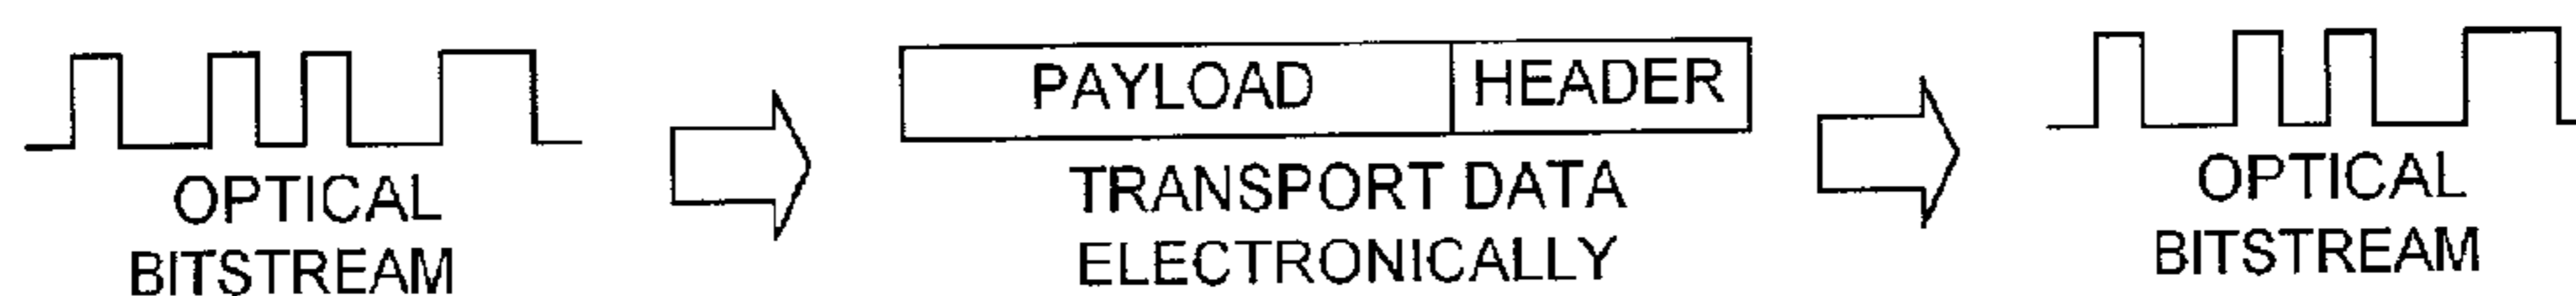 PAYLOAD HEADER
OPTICAL
BITSTREAM
TRANSPORT DATA
ELECTRONICALLY
OPTICAL
BITSTREAM